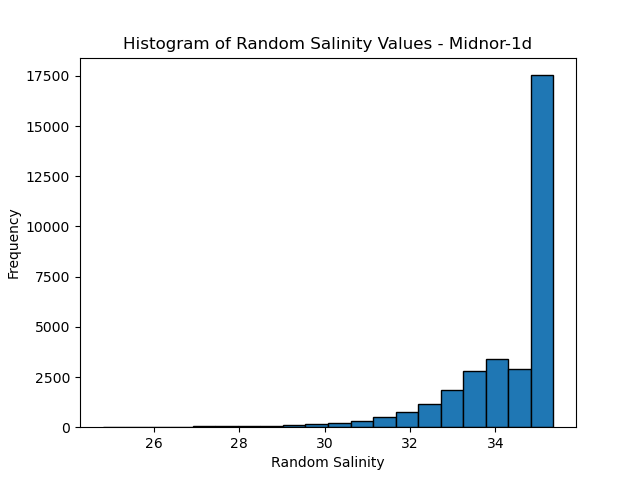 Histogram of Random Salinity Values - Midnor-1d
17500
15000
12500
10000
7500
5000
2500
0
Frequency
26 28 30 32 34
Random Salinity